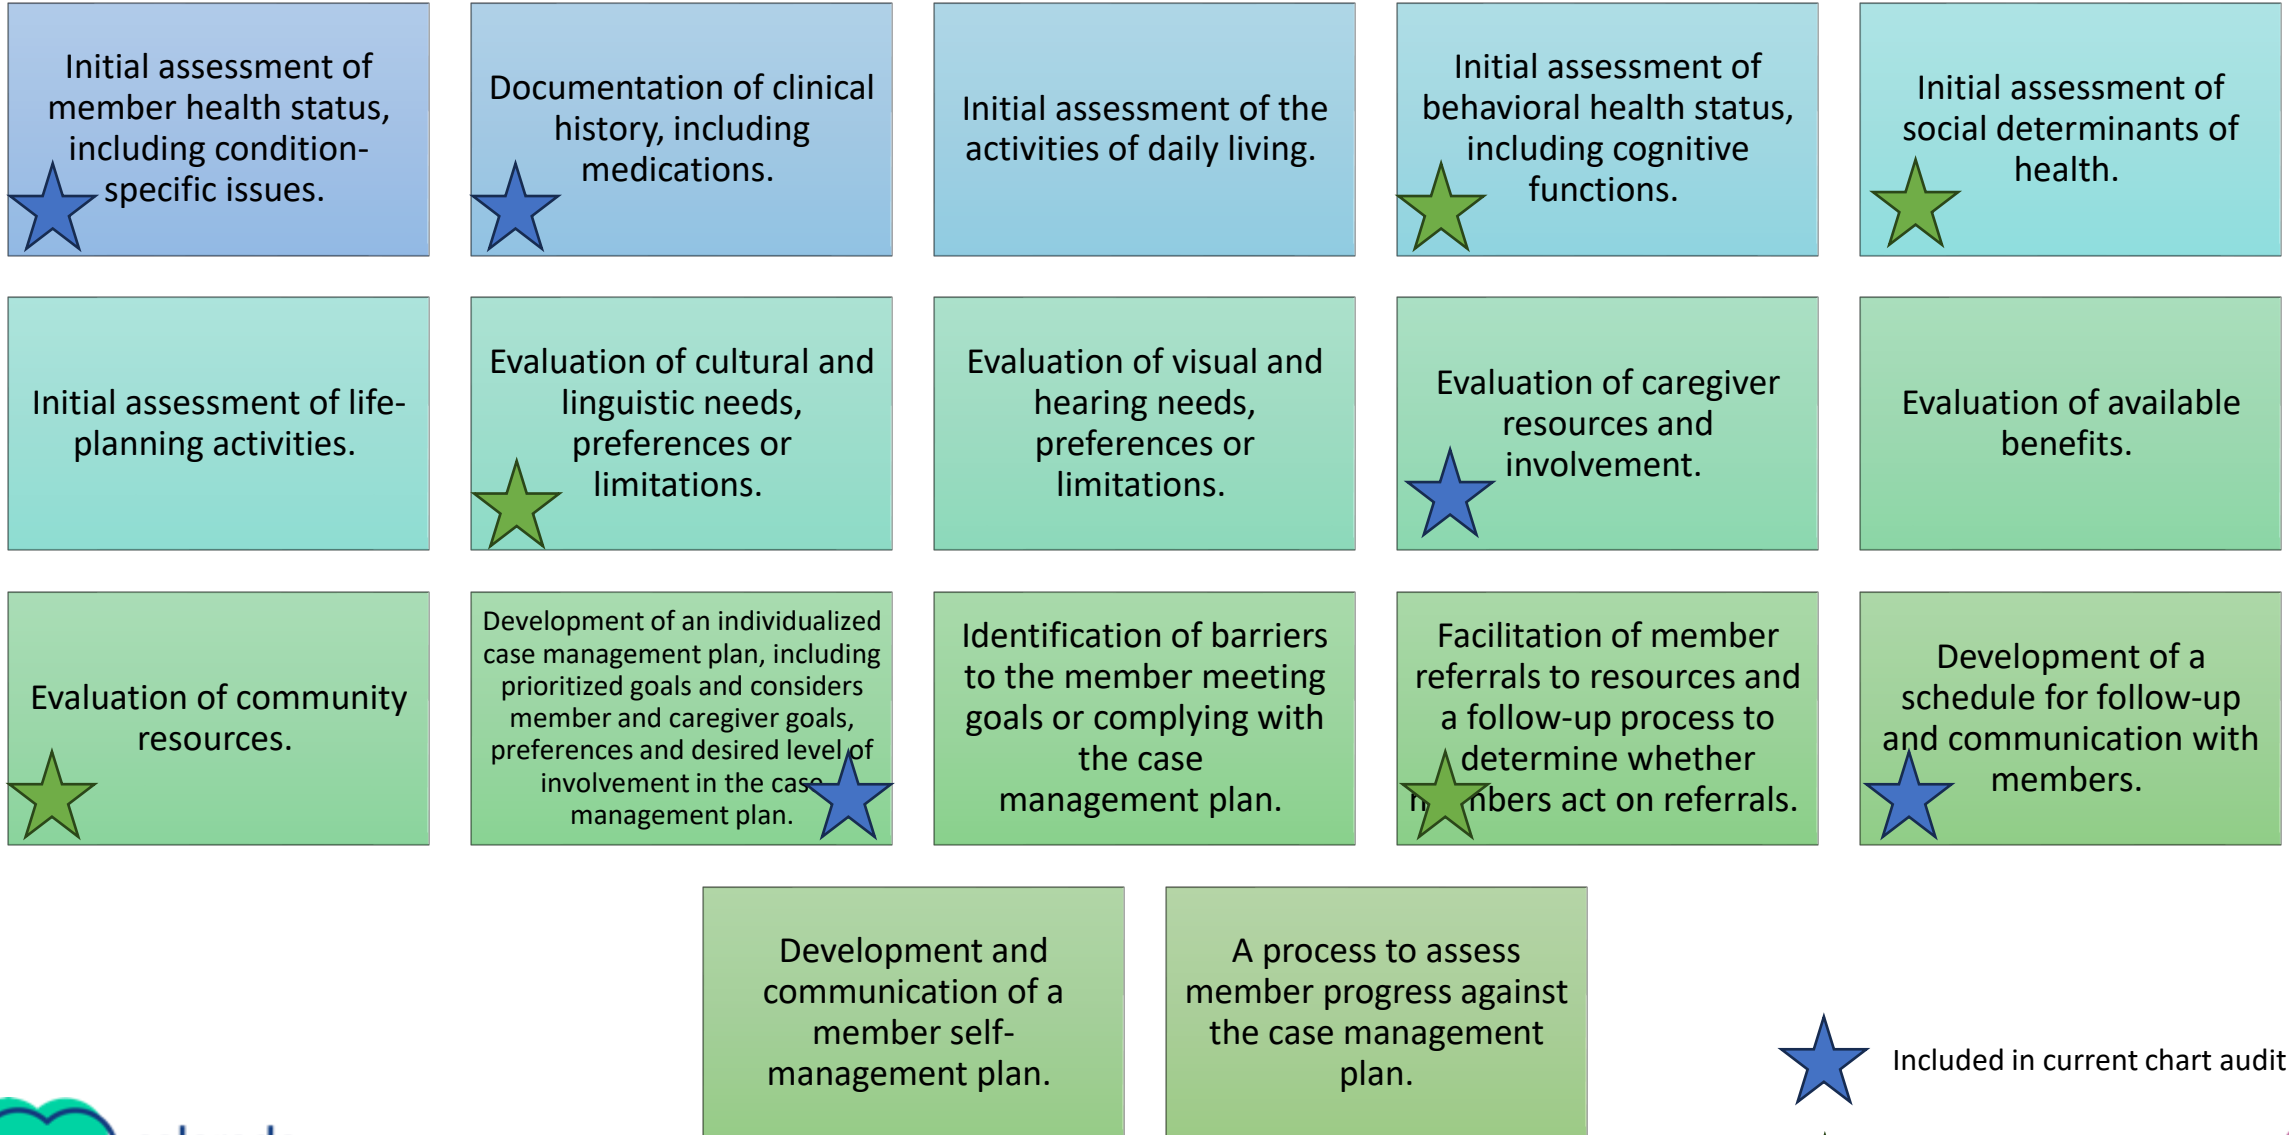 Initial assessment of
member health status,
including condition-
specific issues.
Documentation of clinical
history, including
medications.
Initial assessment of the
activities of daily living.
Initial assessment of
behavioral health status,
including cognitive
functions.
Initial assessment of
social determinants of
health.
Initial assessment of life-
planning activities.
Evaluation of cultural and
linguistic needs,
preferences or
limitations.
Evaluation of visual and
hearing needs,
preferences or
limitations.
Evaluation of caregiver
resources and
involvement.
Evaluation of available
benefits.
Evaluation of community
resources.
Development of an individualized
case management plan, including
prioritized goals and considers
member and caregiver goals,
preferences and desired level of
involvement in the case
management plan.
Identification of barriers
to the member meeting
goals or complying with
the case
management plan.
Facilitation of member
referrals to resources and
a follow-up process to
determine whether
members act on referrals.
Development of a
schedule for follow-up
and communication with
members.
Development and
communication of a
member self-
management plan.
A process to assess
member progress against
the case management
plan.
Included in current chart audit